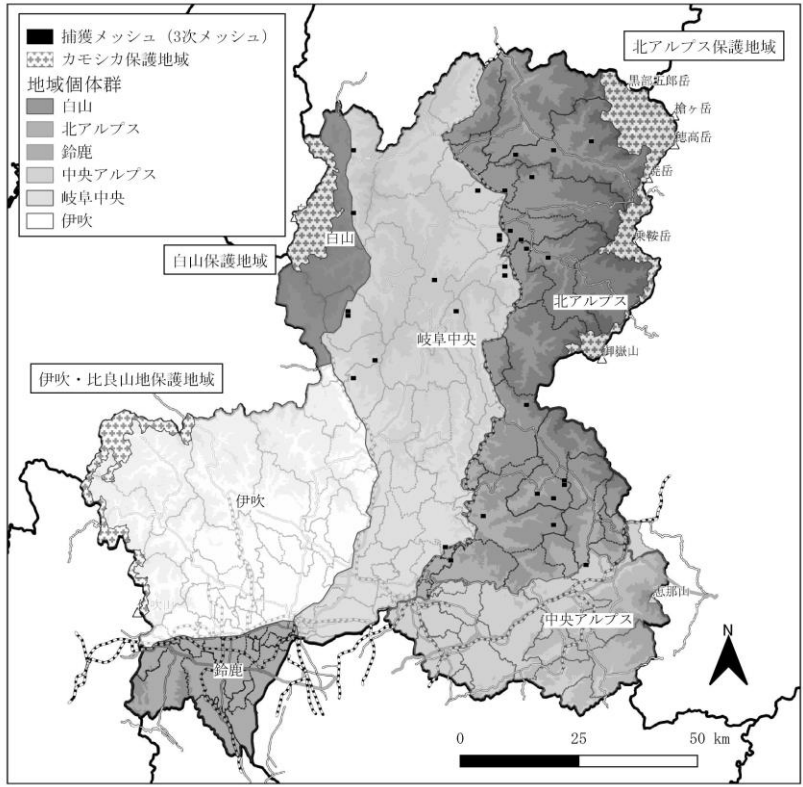 捕獲メッシュ（3次メッシュ）
カモシカ保護地域
地域個体群
白山
北アルプス
鈴鹿
中央アルプス
岐阜中央
伊吹
北アルプス保護地域
黒部五郎岳
槍ヶ岳
穂高岳
焼岳
乗鞍岳
白山
白山保護地域
北アルプス
岐阜中央
御嶽山
伊吹・比良山地保護地域
伊吹
恵那山
中央アルプス
鈴鹿
N
0 25 50 km